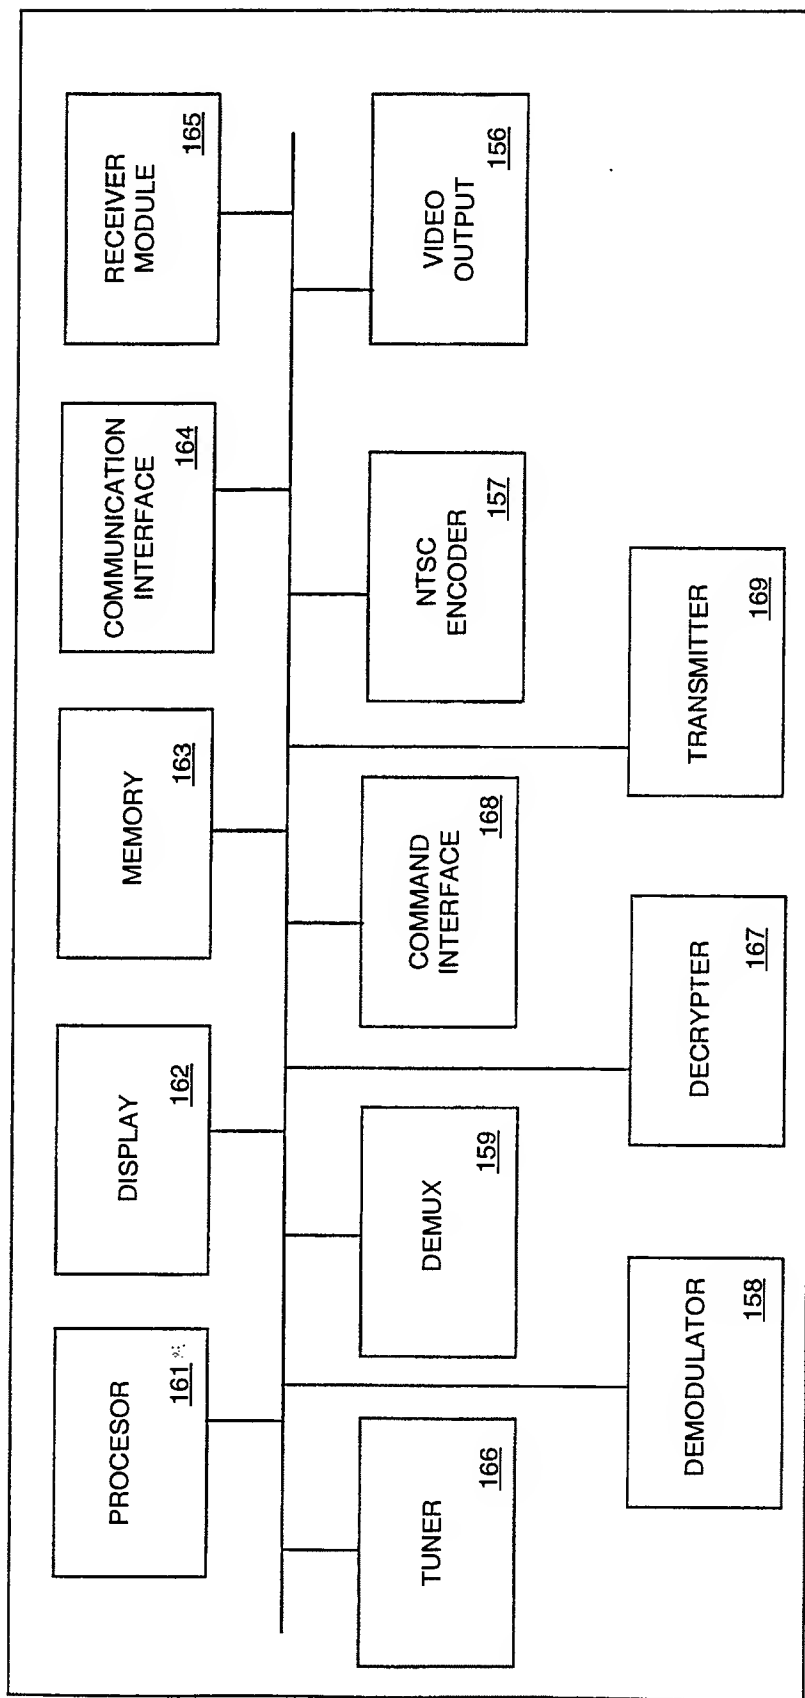 PROCESOR
161
DISPLAY
162
MEMORY
163
COMMUNICATION
INTERFACE
164
RECEIVER
MODULE
165
TUNER
166
DEMUX
159
COMMAND
INTERFACE
168
NTSC
ENCODER
157
VIDEO
OUTPUT
156
DEMODULATOR
158
DECRYPTER
167
TRANSMITTER
169